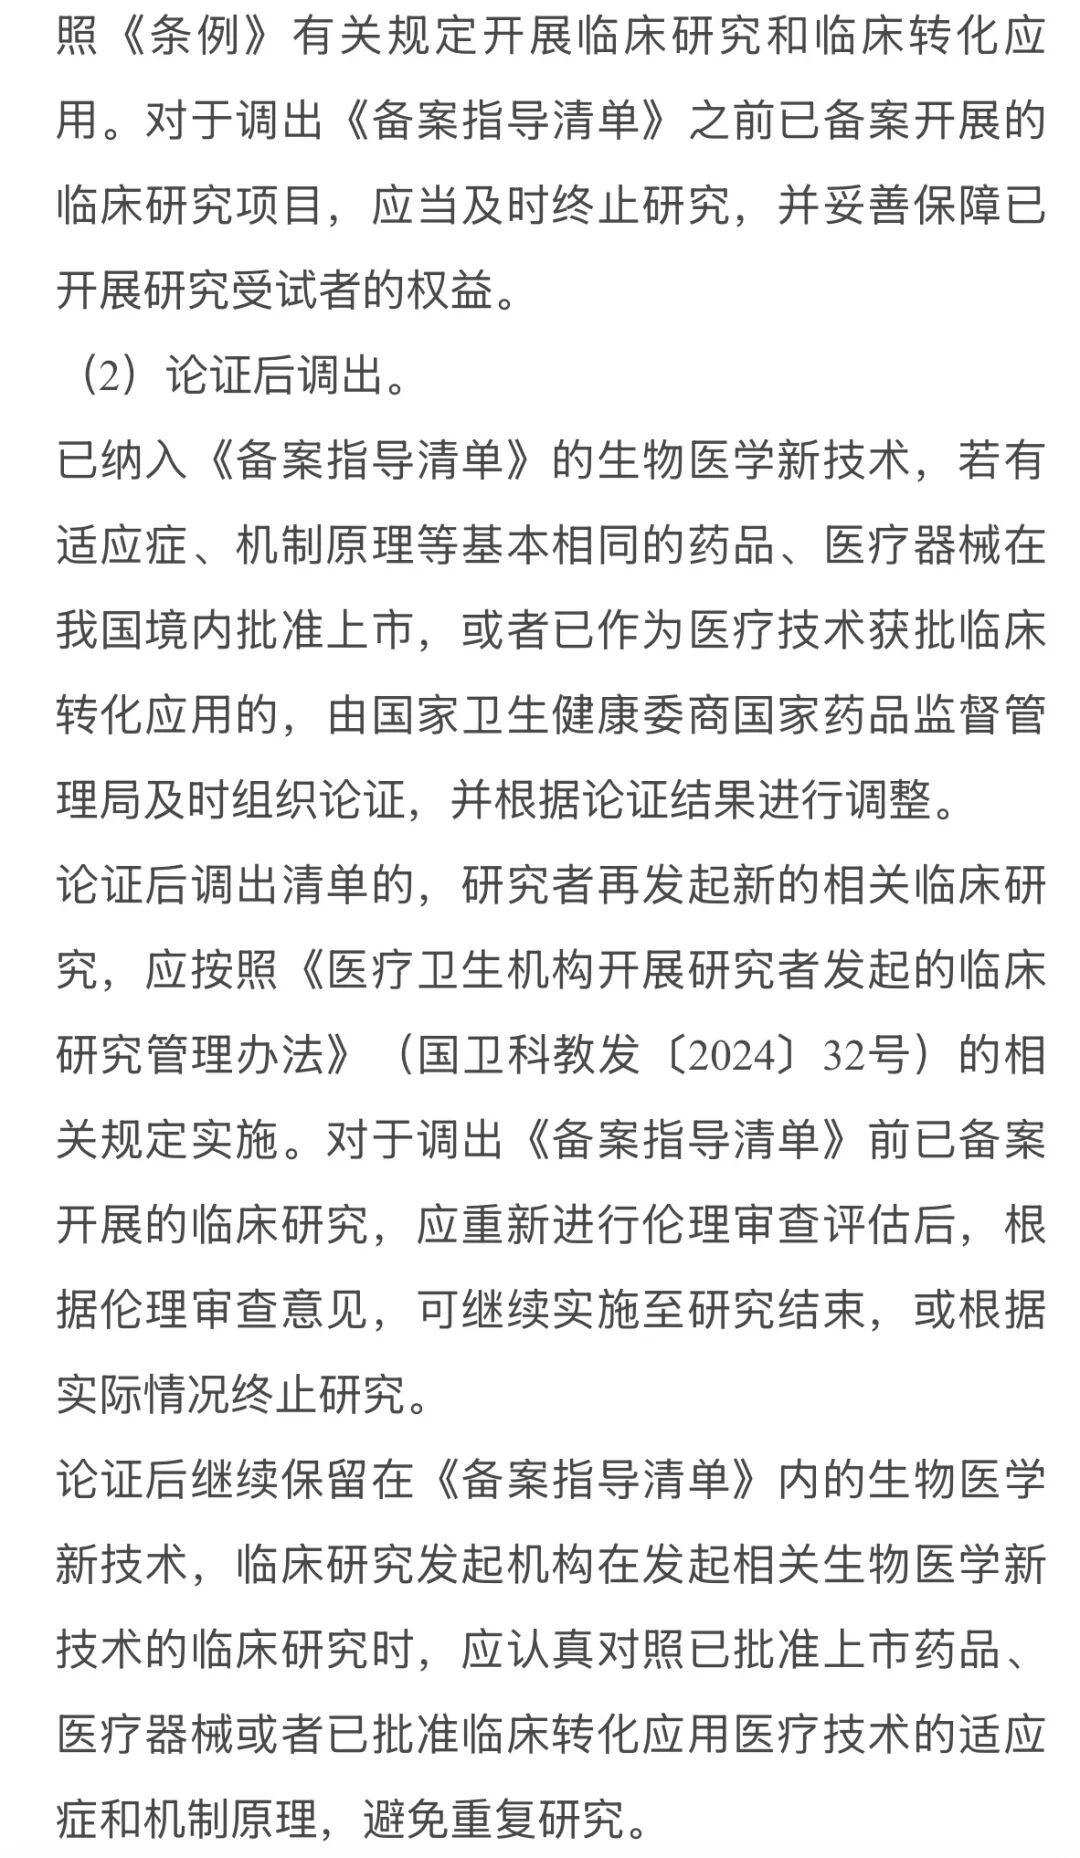 照《条例》有关规定开展临床研究和临床转化应
用。对于调出《备案指导清单》之前已备案开展的
临床研究项目，应当及时终止研究，并妥善保障已
开展研究受试者的权益。
（2）论证后调出。
已纳入《备案指导清单》的生物医学新技术，若有
适应症、机制原理等基本相同的药品、医疗器械在
我国境内批准上市，或者已作为医疗技术获批临床
转化应用的，由国家卫生健康委商国家药品监督管
理局及时组织论证，并根据论证结果进行调整。
论证后调出清单的，研究者再发起新的相关临床研
究，应按照《医疗卫生机构开展研究者发起的临床
研究管理办法》（国卫科教发〔2024〕32号）的相
关规定实施。对于调出《备案指导清单》前已备案
开展的临床研究，应重新进行伦理审查评估后，根
据伦理审查意见，可继续实施至研究结束，或根据
实际情况终止研究。
论证后继续保留在《备案指导清单》内的生物医学
新技术，临床研究发起机构在发起相关生物医学新
技术的临床研究时，应认真对照已批准上市药品、
医疗器械或者已批准临床转化应用医疗技术的适应
症和机制原理，避免重复研究。